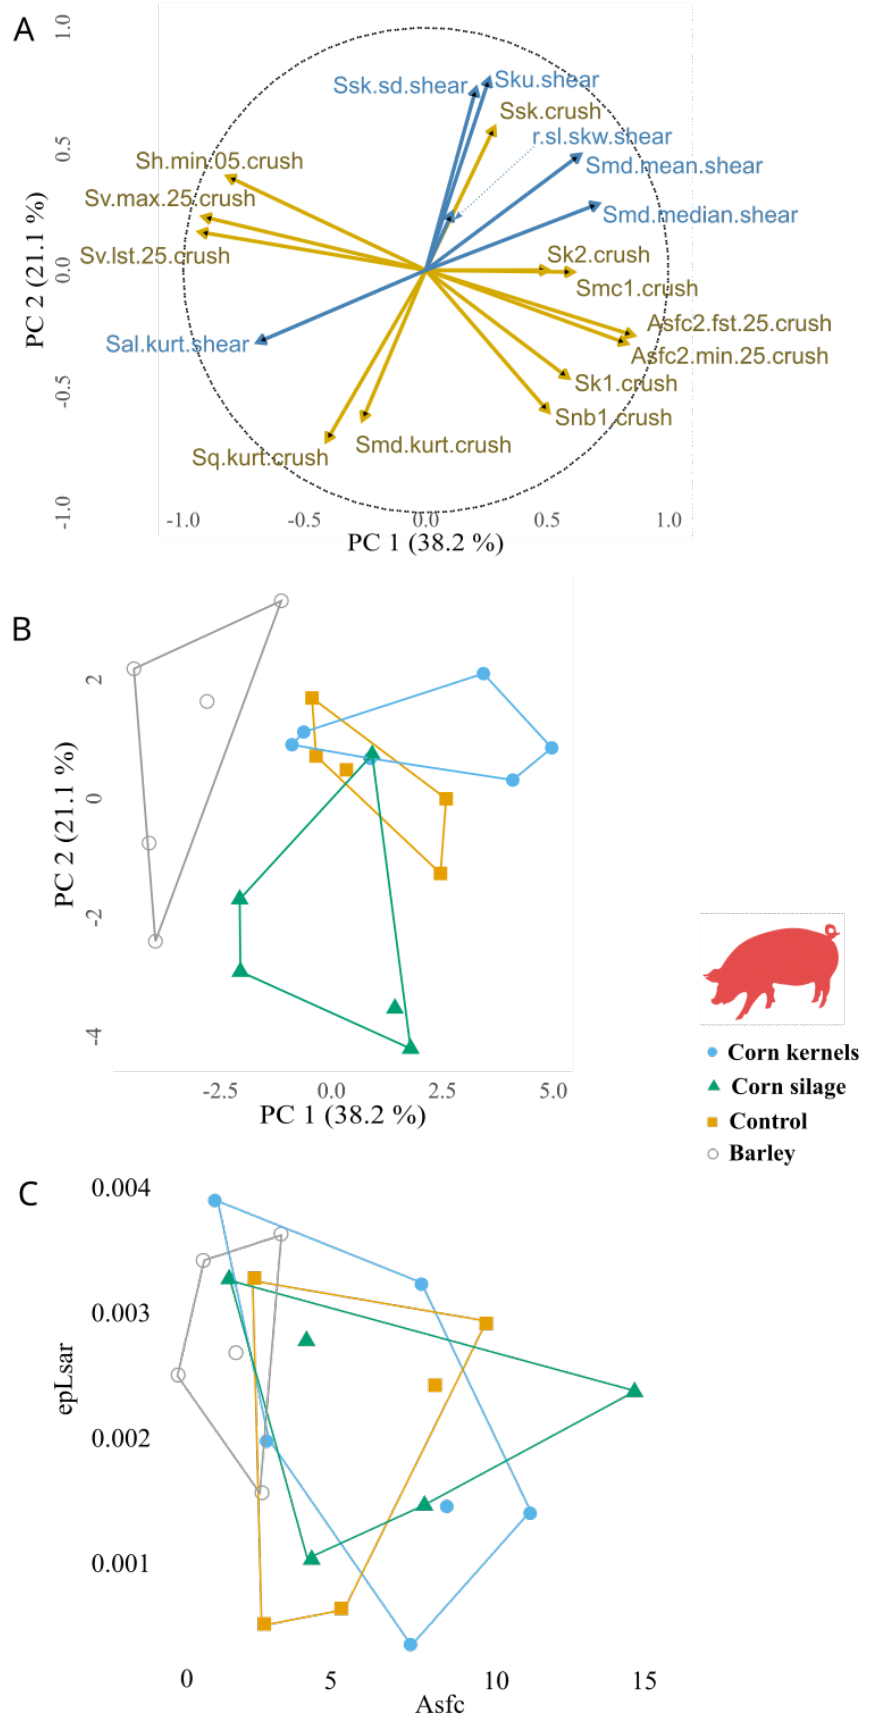 A
1.0
Ssk.sd.shear
Sku.shear
Ssk.crush
r.sl.skw.shear
0.5
Sh.min.05.crush
Smd.mean.shear
Sv.max.25.crush
Smd.median.shear
Sv.lst.25.crush
Sk2.crush
0.0
PC 2 (21.1 %)
Smc1.crush
Asfc2.fst.25.crush
Sal.kurt.shear
Asfc2.min.25.crush
Sk1.crush
-0.5
Snb1.crush
Smd.kurt.crush
Sq.kurt.crush
-1.0
-1.0 -0.5 0.0 0.5 1.0
PC 1 (38.2 %)
B
2
0
PC 2 (21.1 %)
-2
-4
-2.5 0.0 2.5 5.0
PC 1 (38.2 %)
Corn kernels
Corn silage
Control
Barley
C
0.004
0.003
epLsar
0.002
0.001
0 5 10 15
Asfc